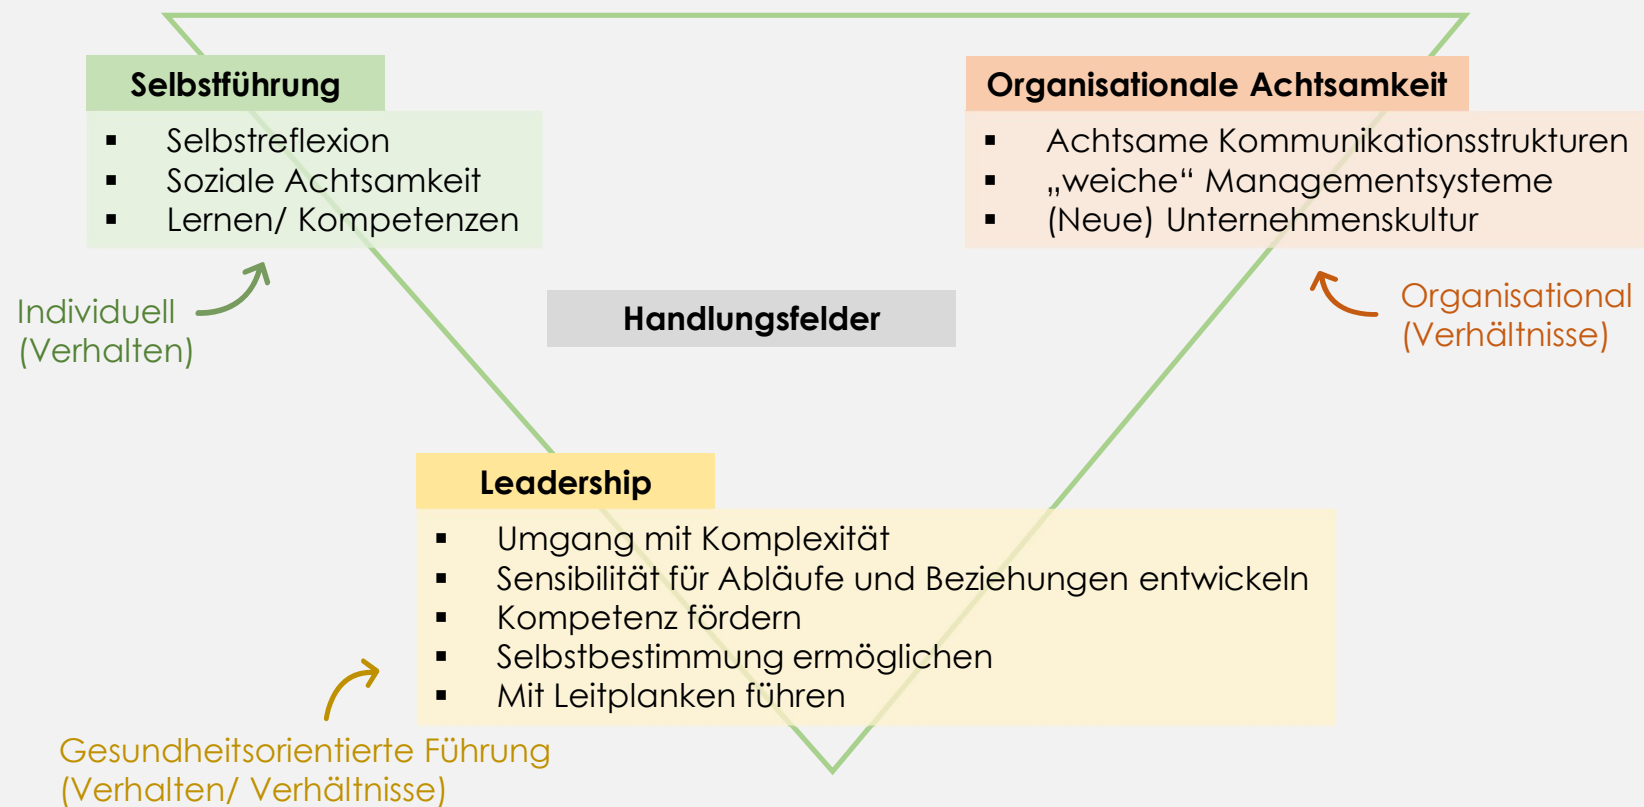 Selbstführung
▪ Selbstreflexion
▪ Soziale Achtsamkeit
▪ Lernen/ Kompetenzen
Individuell
(Verhalten)
Organisationale Achtsamkeit
▪ Achtsame Kommunikationsstrukturen
▪ „weiche“ Managementsysteme
▪ (Neue) Unternehmenskultur
Organisational
(Verhältnisse)
Handlungsfelder
Leadership
▪ Umgang mit Komplexität
▪ Sensibilität für Abläufe und Beziehungen entwickeln
▪ Kompetenz fördern
▪ Selbstbestimmung ermöglichen
▪ Mit Leitplanken führen
Gesundheitsorientierte Führung
(Verhalten/ Verhältnisse)